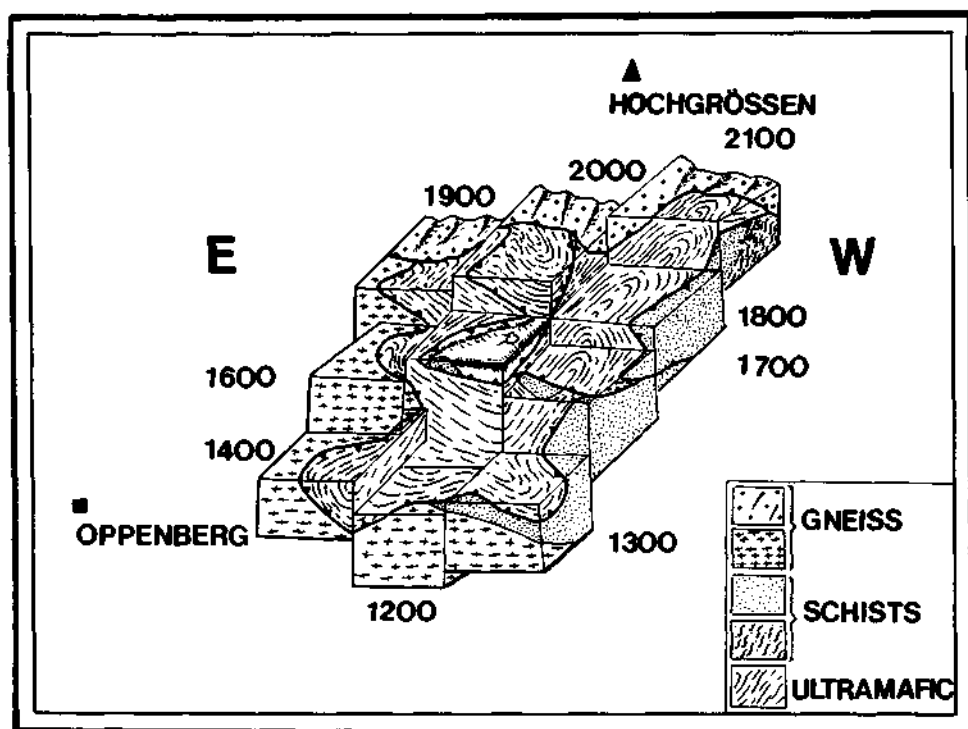 HOCHGRÖSSEN
2100
2000
1900
E
W
1800
1700
1600
1400
OPPENBERG
1300
1200
GNEISS
SCHISTS
ULTRAMAFIC